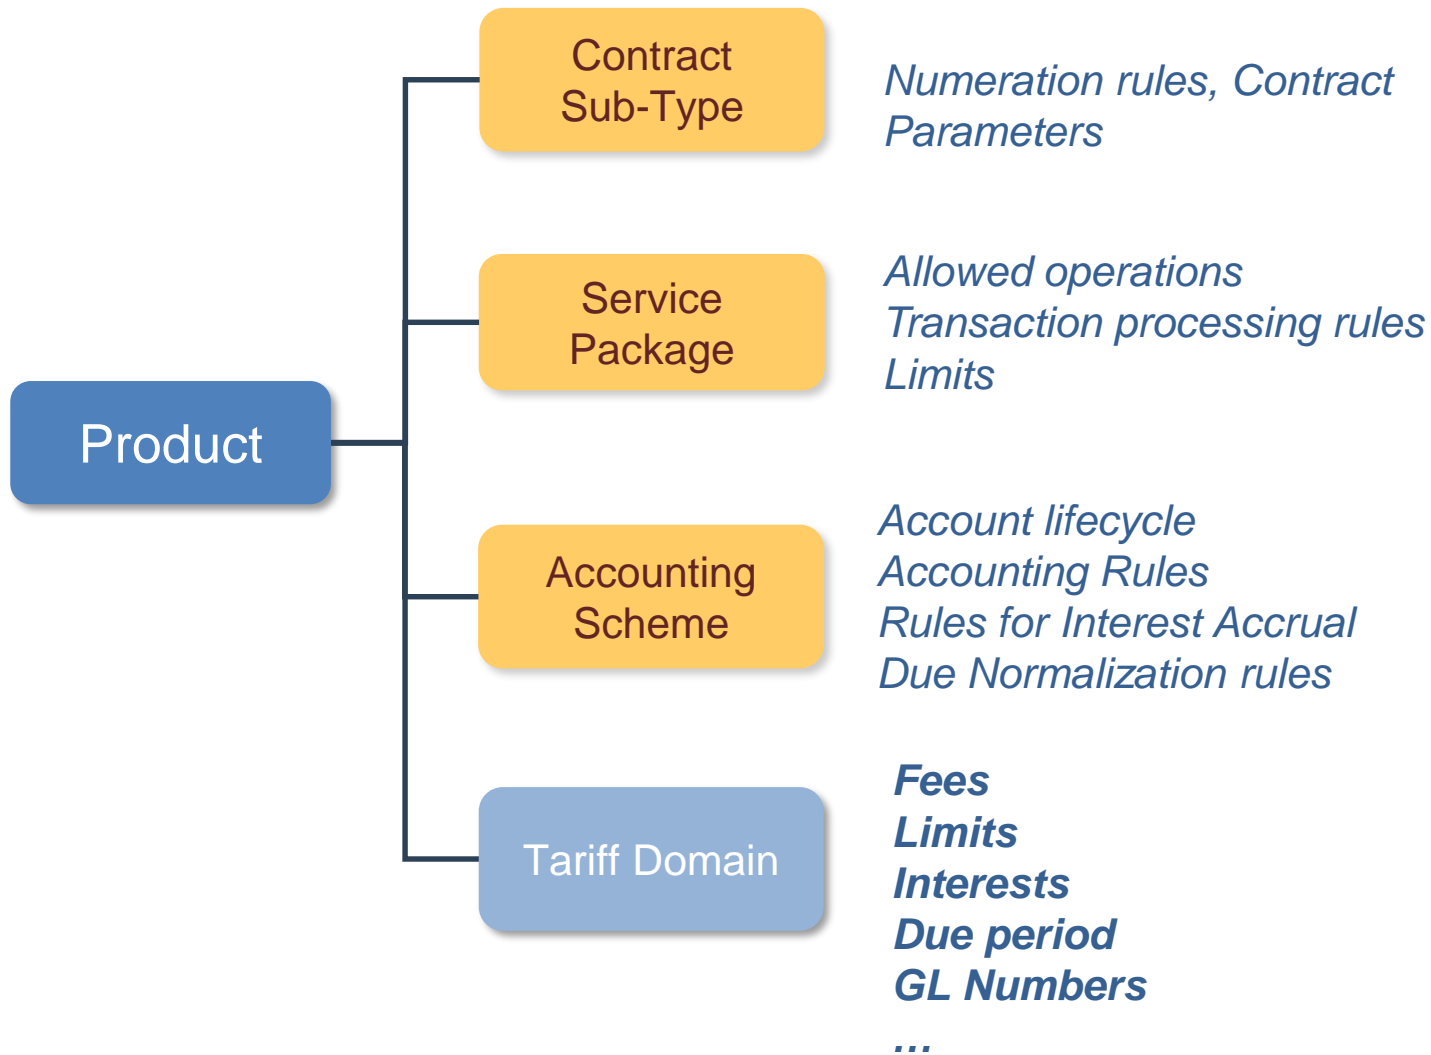 Contract
Sub-Type
Numeration rules, Contract
Parameters
Service
Package
Allowed operations
Transaction processing rules
Limits
Product
Accounting
Scheme
Account lifecycle
Accounting Rules
Rules for Interest Accrual
Due Normalization rules
Tariff Domain
Fees
Limits
Interests
Due period
GL Numbers
...